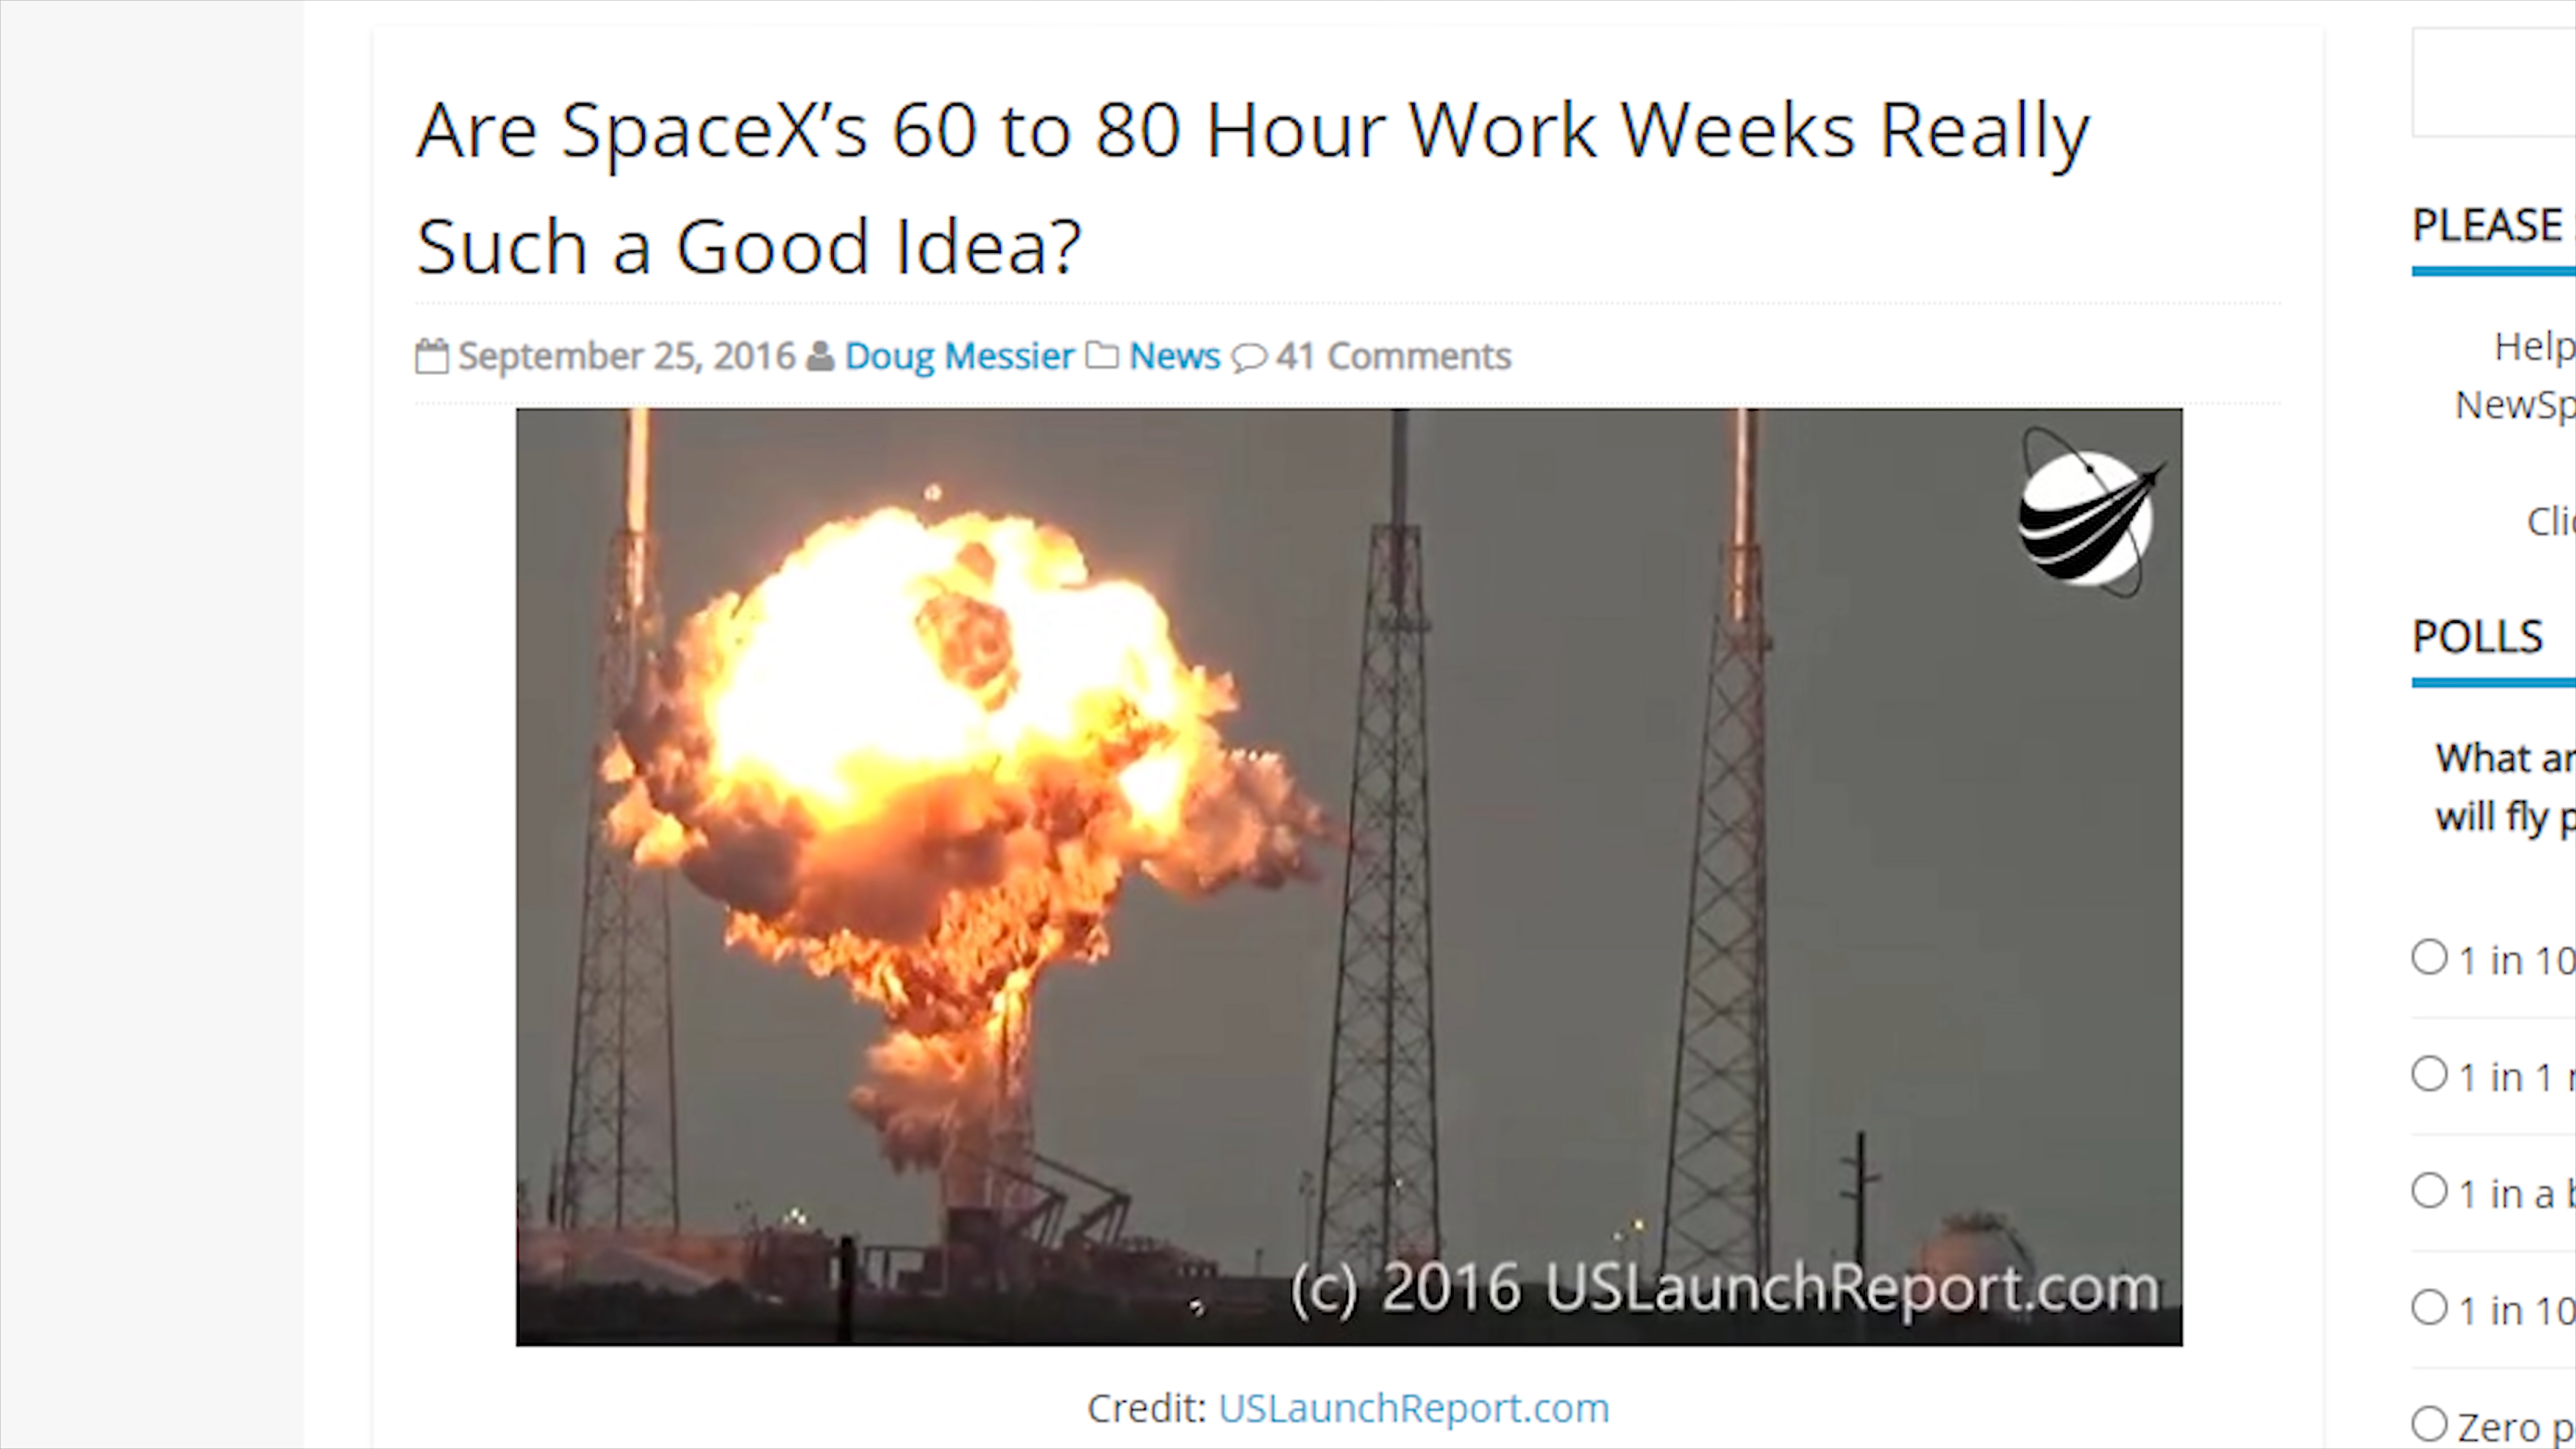 Are SpaceX’s 60 to 80 Hour Work Weeks Really
Such a Good Idea?
September 25, 2016 Doug Messier News 41 Comments
(c) 2016 USLaunchReport.com
Credit: USLaunchReport.com
PLEASE
Help
Clic
POLLS
What ar
will fly p
1 in 10
1 in 1
1 in a b
1 in 10
Zero p